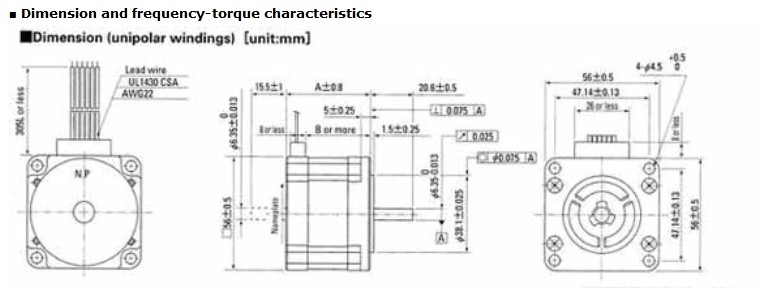 ■ Dimension and frequency-torque characteristics
■Dimension (unipolar windings) [unit:mm]
Lead wire
UL1430 CSA
AWG22
305L or less
N.P
15.5±1
A±0.8
20.6±0.5
5±0.25
⊥ 0.075 A
8 or less
B or more
1.5±0.25
↗ 0.025
0
φ6.35±0.013
⌖ φ0.075 A
□56±0.5
Nameplate
0
φ6.35-0.013
φ38.1±0.025
A
4-φ4.5 +0.5
0
56±0.5
47.14±0.13
26 or less
8 or less
47.14±0.13
56±0.5